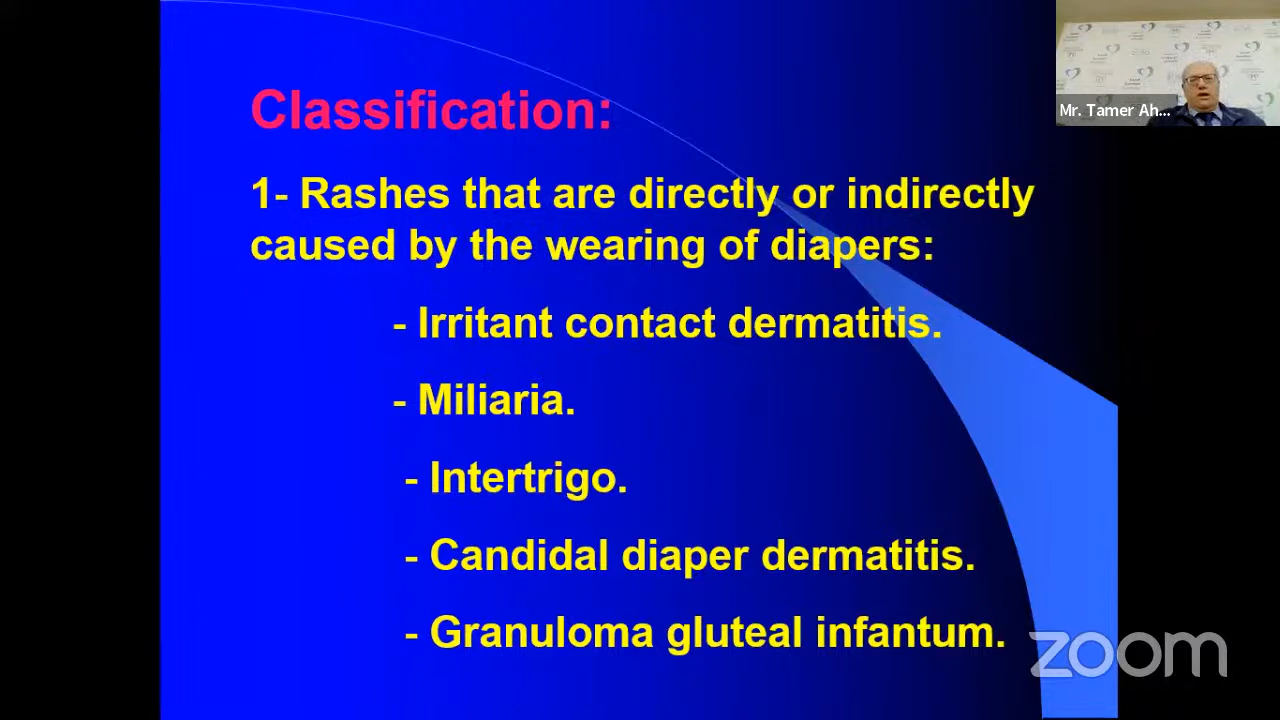 Classification:
1- Rashes that are directly or indirectly
caused by the wearing of diapers:
- Irritant contact dermatitis.
- Miliaria.
- Intertrigo.
- Candidal diaper dermatitis.
- Granuloma gluteal infantum.
Mr. Tamer Ah...
zoom